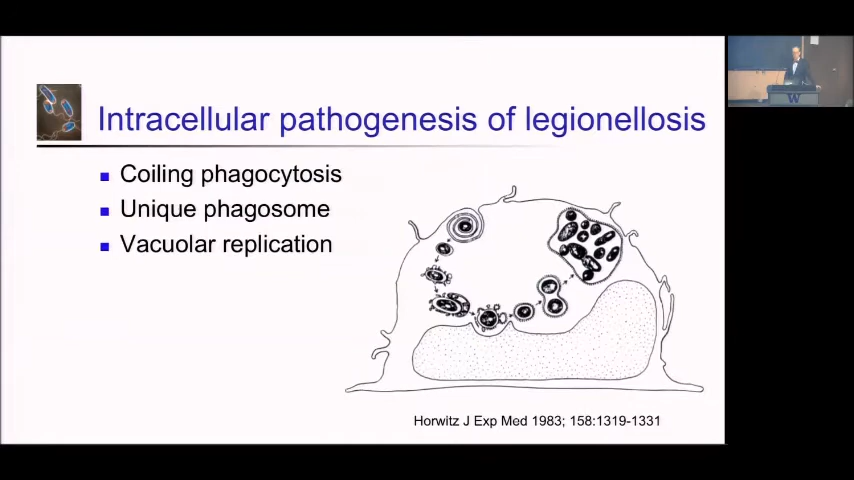 Intracellular pathogenesis of legionellosis
Coiling phagocytosis
Unique phagosome
Vacuolar replication
Horwitz J Exp Med 1983; 158:1319-1331
W